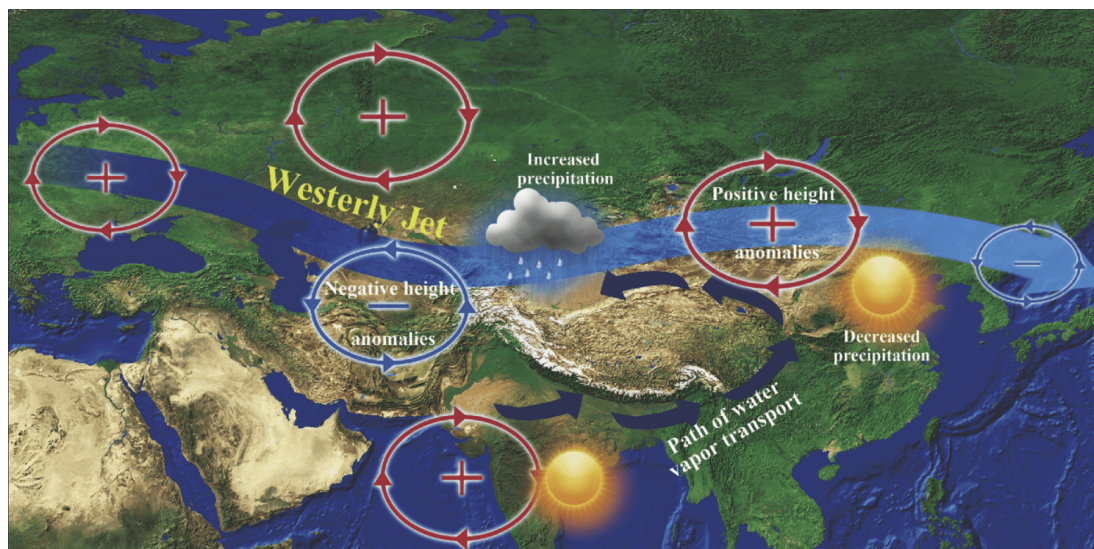 Increased
precipitation
Westerly Jet
Positive height
+
anomalies
+
+
Negative height
−
anomalies
−
Decreased
precipitation
Path of water
vapor transport
+